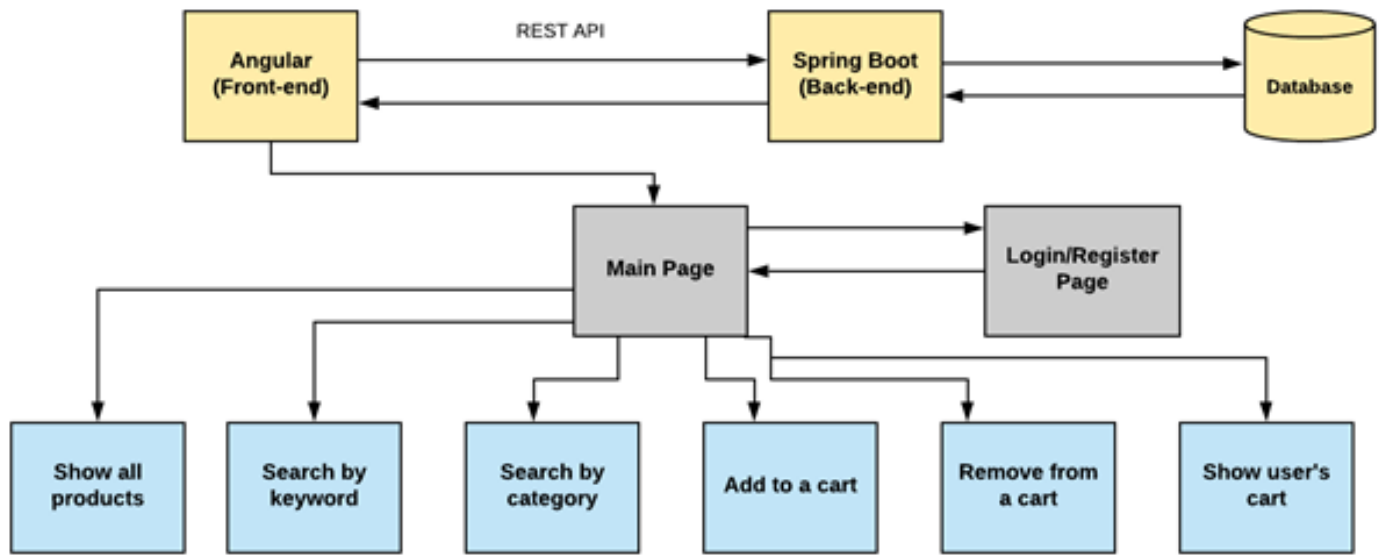 REST API
Angular
(Front-end)
Spring Boot
(Back-end)
Database
Main Page
Login/Register
Page
Show all
products
Search by
keyword
Search by
category
Add to a cart
Remove from
a cart
Show user's
cart